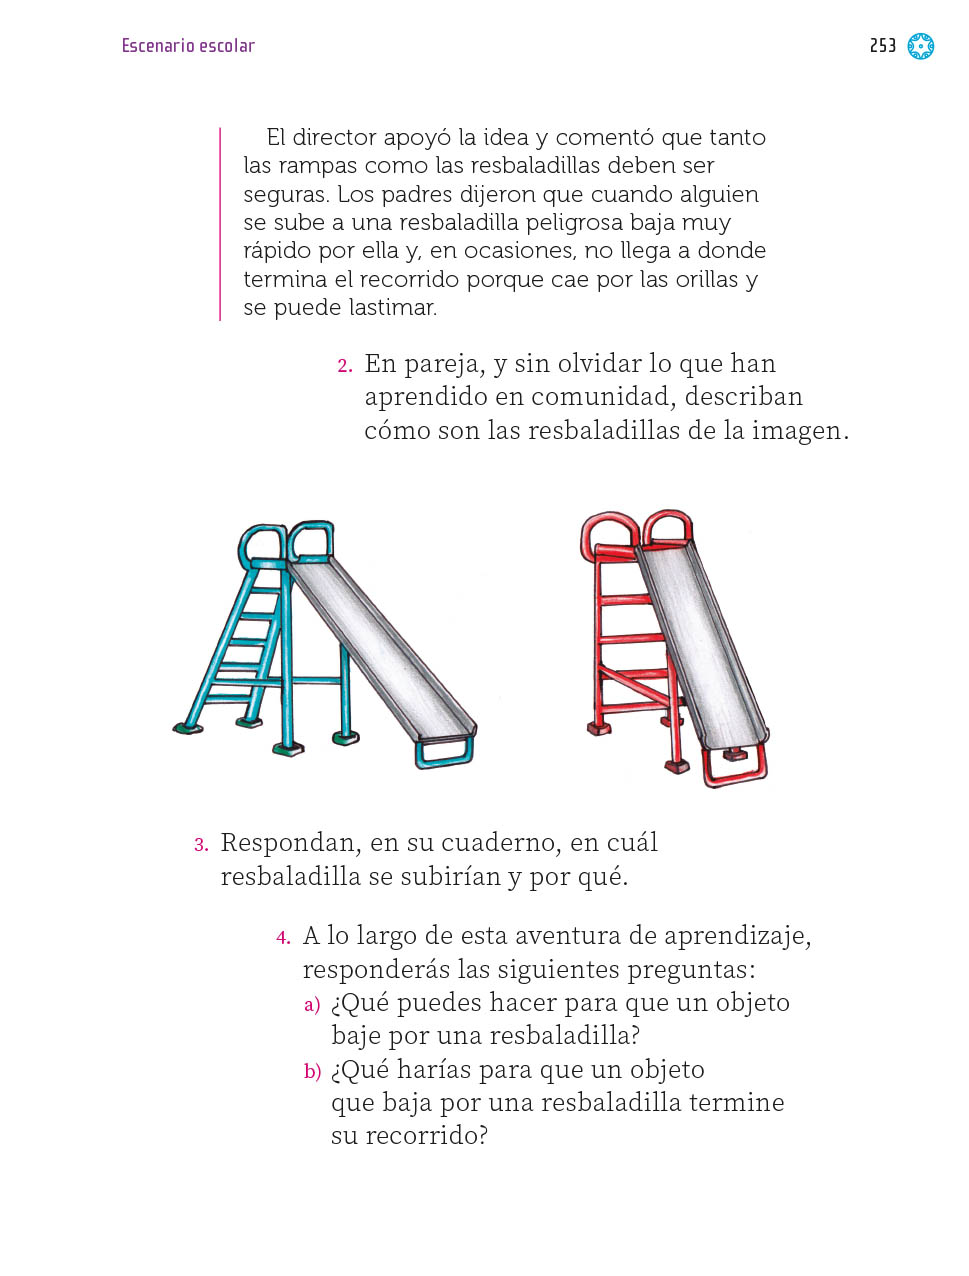 Escenario escolar
253
El director apoyó la idea y comentó que tanto
las rampas como las resbaladillas deben ser
seguras. Los padres dijeron que cuando alguien
se sube a una resbaladilla peligrosa baja muy
rápido por ella y, en ocasiones, no llega a donde
termina el recorrido porque cae por las orillas y
se puede lastimar.
2. En pareja, y sin olvidar lo que han
aprendido en comunidad, describan
cómo son las resbaladillas de la imagen.
3. Respondan, en su cuaderno, en cuál
resbaladilla se subirían y por qué.
4. A lo largo de esta aventura de aprendizaje,
responderás las siguientes preguntas:
a) ¿Qué puedes hacer para que un objeto
baje por una resbaladilla?
b) ¿Qué harías para que un objeto
que baja por una resbaladilla termine
su recorrido?